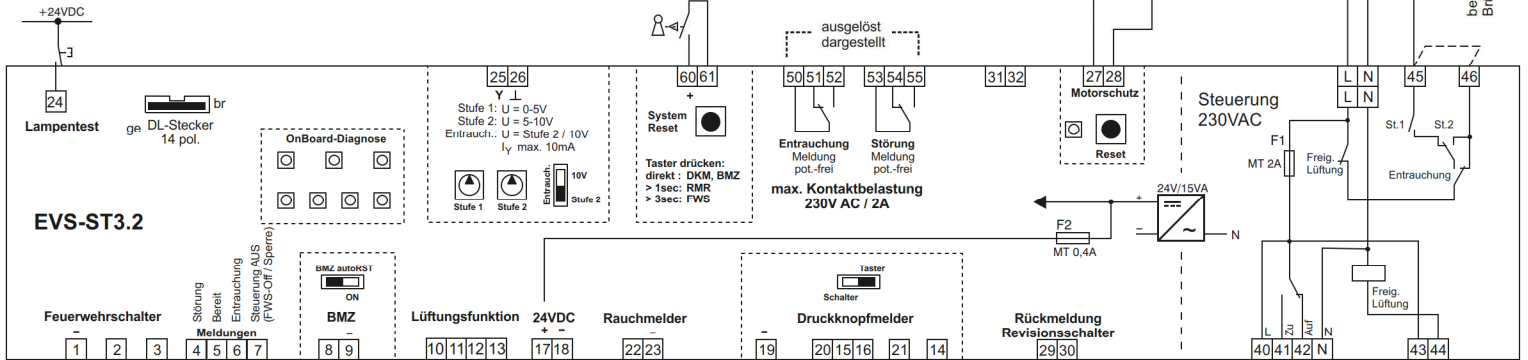 +24VDC
ausgelöst
dargestellt
be
Br
24
25 26
60 61
50 51 52
53 54 55
31 32
27 28
L N
L N
45
46
Lampentest
ge DL-Stecker br
14 pol.
OnBoard-Diagnose
Y ⊥
Stufe 1: U = 0-5V
Stufe 2: U = 5-10V
Entrauch.: U = Stufe 2 / 10V
IY max. 10mA
Stufe 1
Stufe 2
Entrauch.
10V
Stufe 2
+
System
Reset
Taster drücken:
direkt : DKM, BMZ
> 1sec: RMR
> 3sec: FWS
Entrauchung
Meldung
pot.-frei
Störung
Meldung
pot.-frei
max. Kontaktbelastung
230V AC / 2A
Motorschutz
Reset
Steuerung
230VAC
F1
MT 2A
Freig.
Lüftung
St.1
St.2
Entrauchung
24V/15VA
+
–
~
N
F2
MT 0,4A
EVS-ST3.2
Feuerwehrschalter
–
1 2 3
Störung
Bereit
Entrauchung
Steuerung AUS
(FWS-Off / Sperre)
Meldungen
4 5 6 7
BMZ autoRST
ON
BMZ
–
8 9
Lüftungsfunktion
10 11 12 13
24VDC
+ –
17 18
Rauchmelder
–
22 23
Taster
Schalter
Druckknopfmelder
–
19 20 15 16 21 14
Rückmeldung
Revisionsschalter
29 30
L
Zu
Auf
N
40 41 42 N
Freig.
Lüftung
43 44